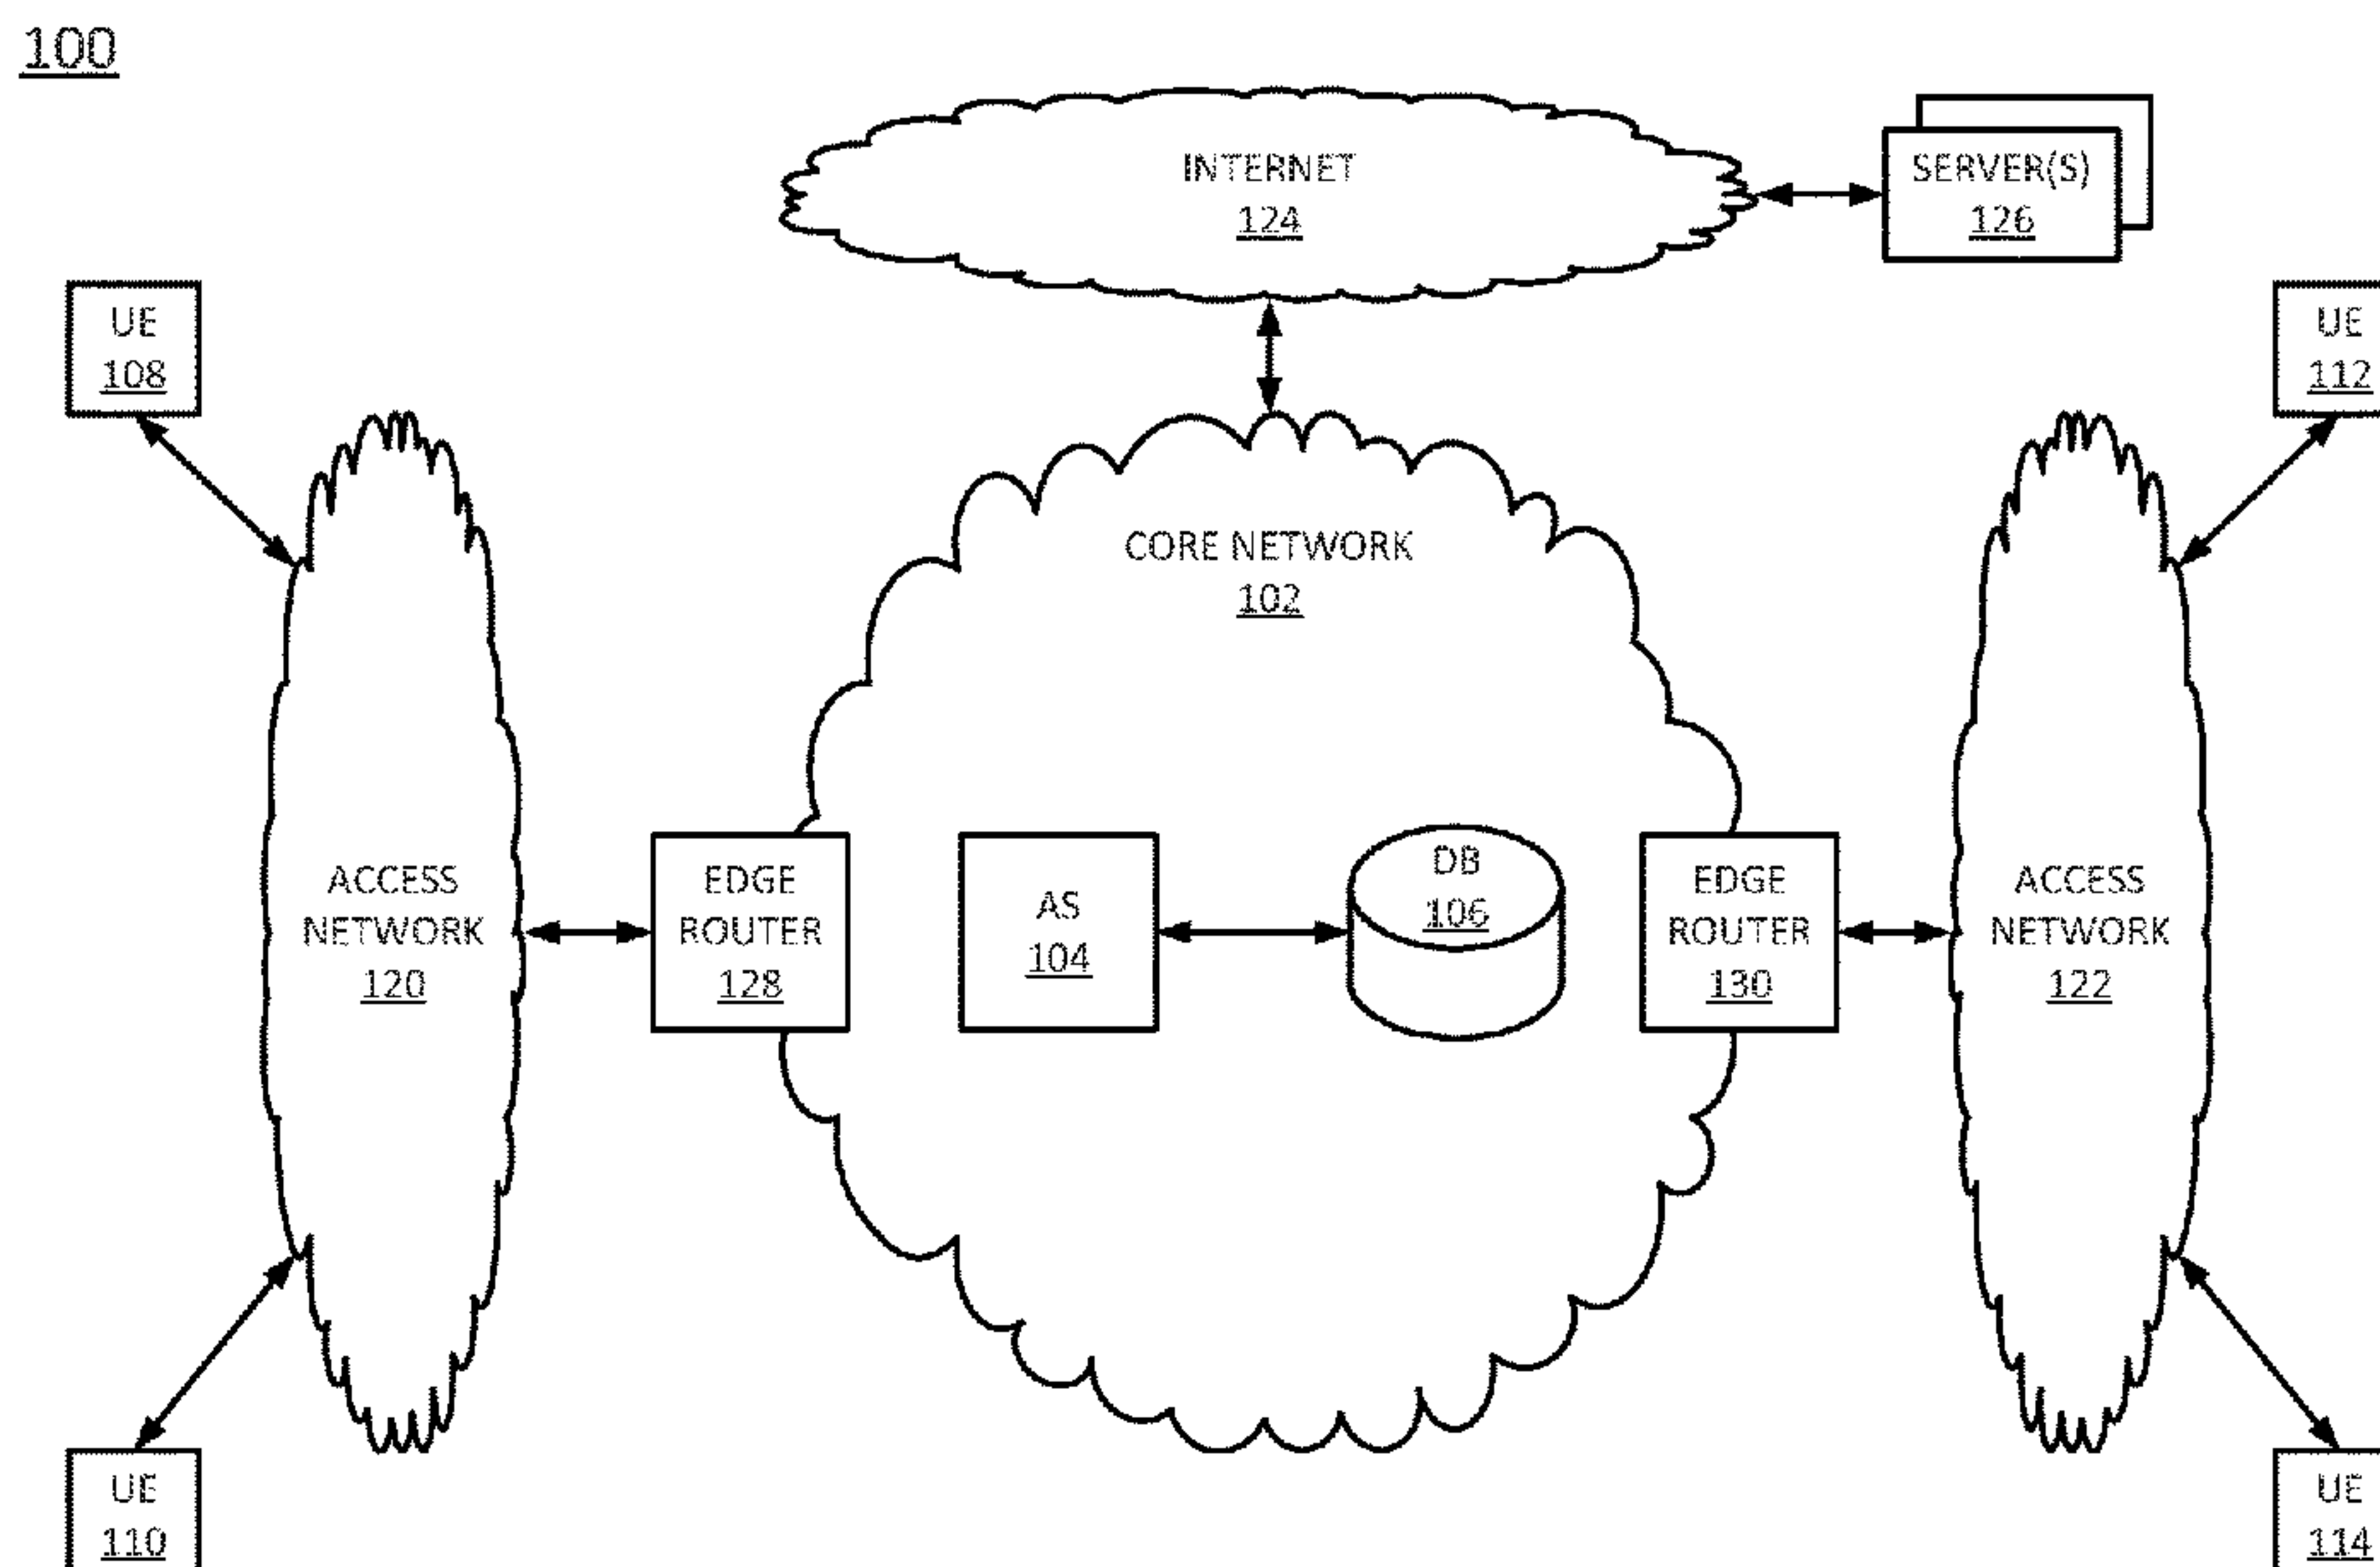 100
INTERNET
124
SERVER(S)
126
UE
108
UE
112
CORE NETWORK
102
ACCESS
NETWORK
120
EDGE
ROUTER
128
AS
104
DB
106
EDGE
ROUTER
130
ACCESS
NETWORK
122
UE
110
UE
114